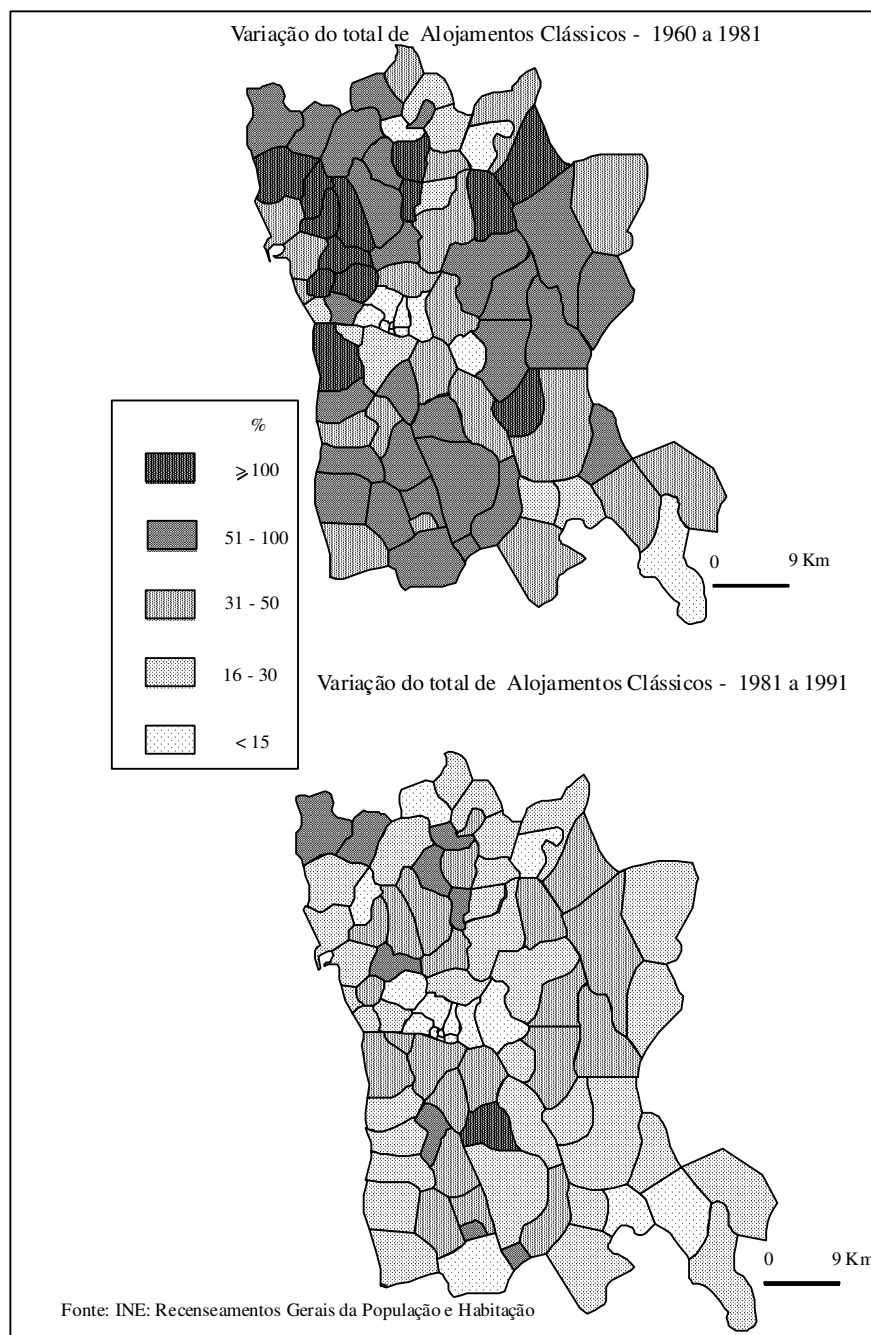 Variação do total de Alojamentos Clássicos - 1960 a 1981
%
⩾100
51 - 100
31 - 50
16 - 30
< 15
0 9 Km
Variação do total de Alojamentos Clássicos - 1981 a 1991
0 9 Km
Fonte: INE: Recenseamentos Gerais da População e Habitação